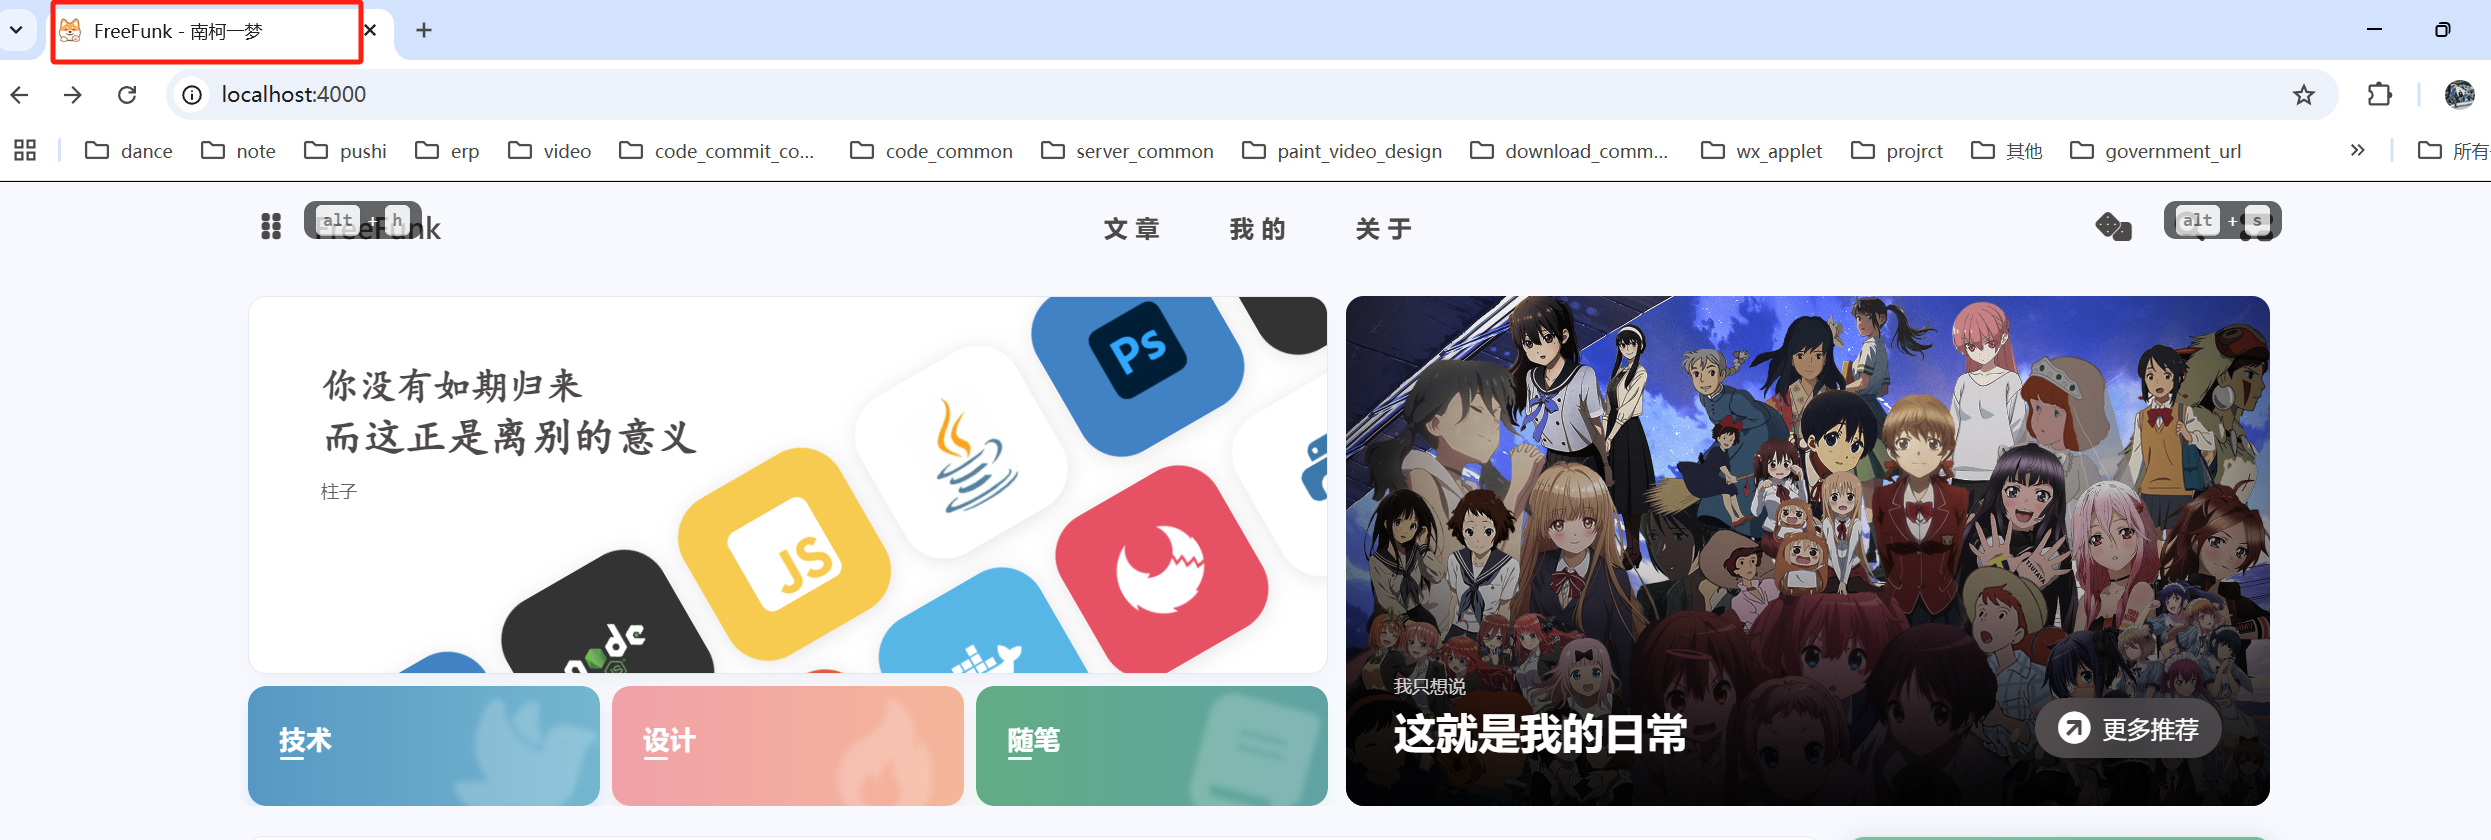 FreeFunk - 南柯一梦
localhost:4000
dance
note
pushi
erp
video
code_commit_co...
code_common
server_common
paint_video_design
download_comm...
wx_applet
projrct
其他
government_url
所有
alt + h
FreeFunk
文章
我的
关于
alt + s
你没有如期归来
而这正是离别的意义
柱子
Ps
JS
node
JS
技术
设计
随笔
我只想说
这就是我的日常
更多推荐